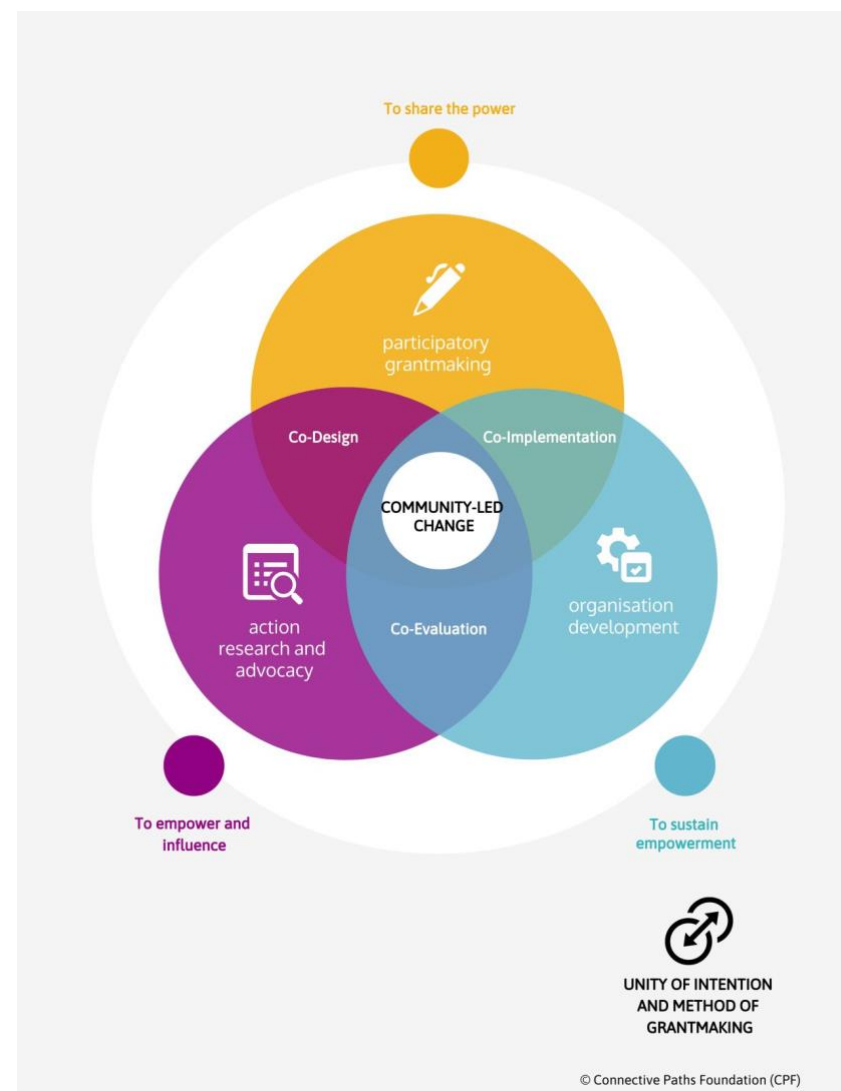 To share the power
participatory
grantmaking
Co-Design
Co-Implementation
COMMUNITY-LED
CHANGE
action
research and
advocacy
organisation
development
Co-Evaluation
To empower and
influence
To sustain
empowerment
UNITY OF INTENTION
AND METHOD OF
GRANTMAKING
© Connective Paths Foundation (CPF)